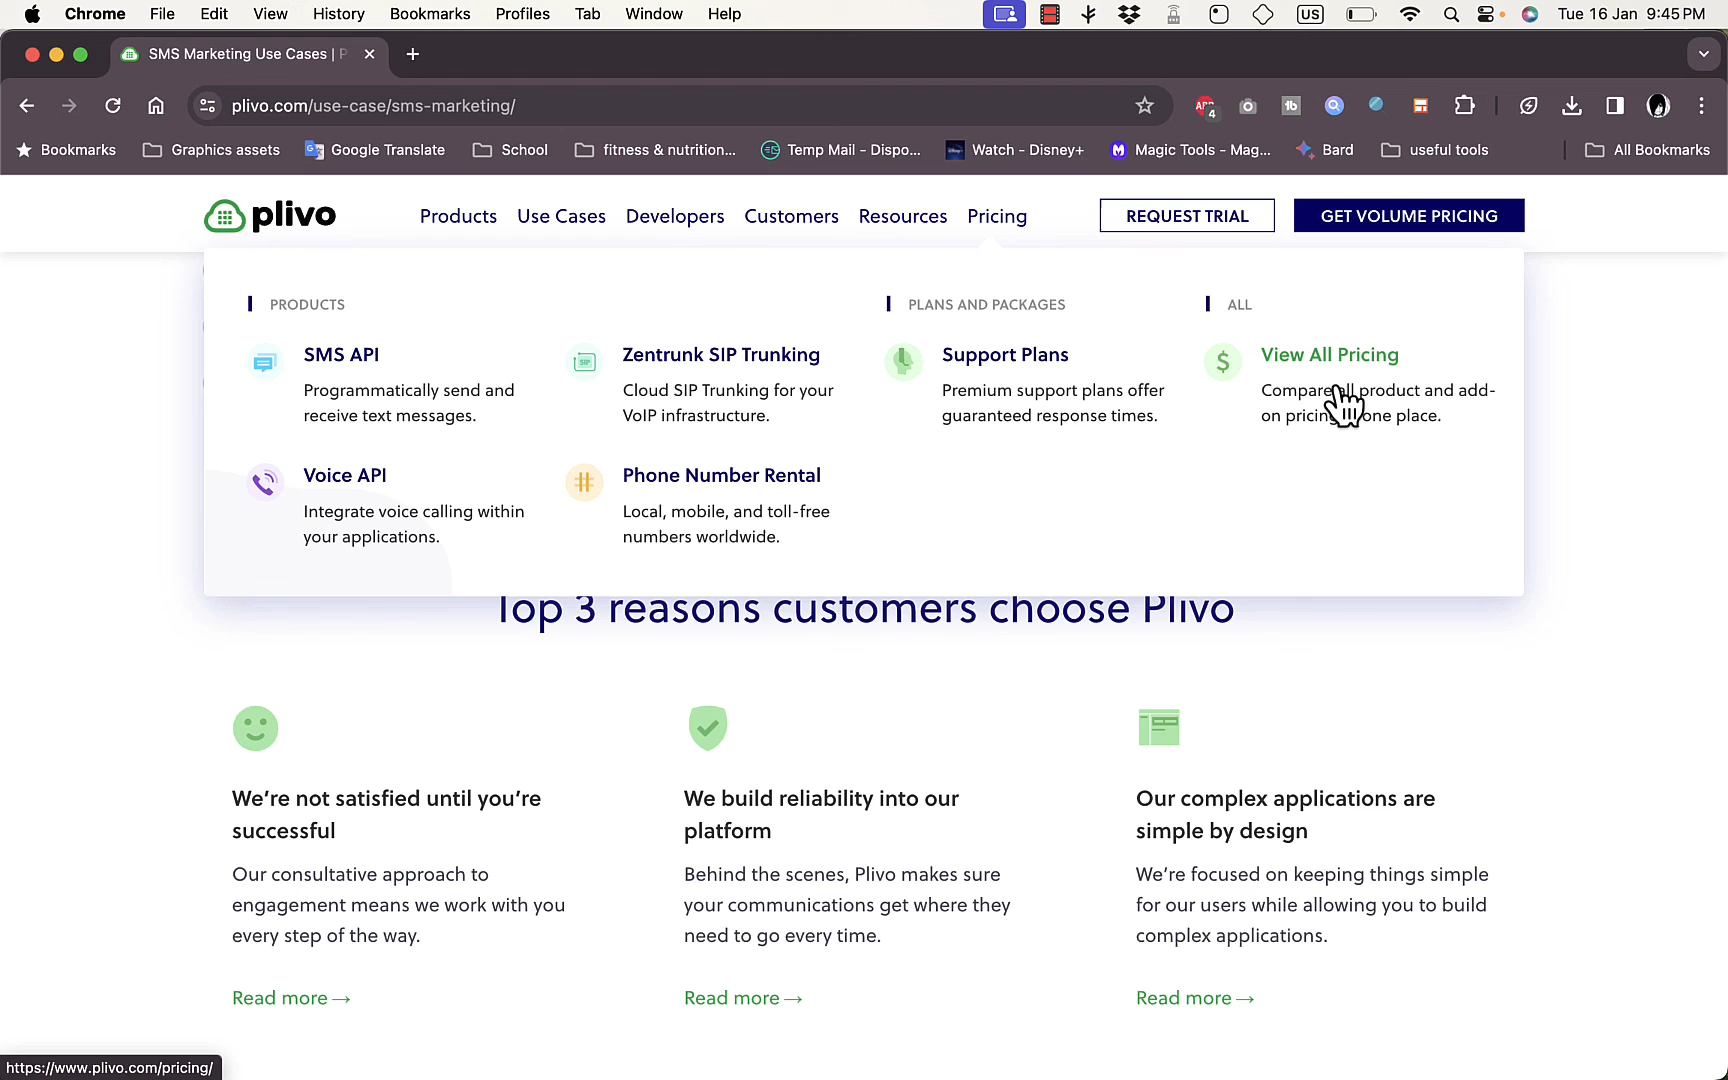 Chrome File Edit View History Bookmarks Profiles Tab Window Help US Tue 16 Jan 9:45 PM
SMS Marketing Use Cases | P
plivo.com/use-case/sms-marketing/ ABP 4 tb
Bookmarks Graphics assets Google Translate School fitness & nutrition... Temp Mail - Dispo... Watch - Disney+ Magic Tools - Mag... Bard useful tools All Bookmarks
plivo Products Use Cases Developers Customers Resources Pricing REQUEST TRIAL GET VOLUME PRICING
PRODUCTS
SMS API
Programmatically send and
receive text messages.
Voice API
Integrate voice calling within
your applications.
SIP
Zentrunk SIP Trunking
Cloud SIP Trunking for your
VoIP infrastructure.
Phone Number Rental
Local, mobile, and toll-free
numbers worldwide.
PLANS AND PACKAGES
Support Plans
Premium support plans offer
guaranteed response times.
ALL
$
View All Pricing
Compare all product and add-
on pricing one place.
Top 3 reasons customers choose Plivo
We're not satisfied until you're
successful
Our consultative approach to
engagement means we work with you
every step of the way.
Read more →
We build reliability into our
platform
Behind the scenes, Plivo makes sure
your communications get where they
need to go every time.
Read more →
Our complex applications are
simple by design
We're focused on keeping things simple
for our users while allowing you to build
complex applications.
Read more →
https://www.plivo.com/pricing/